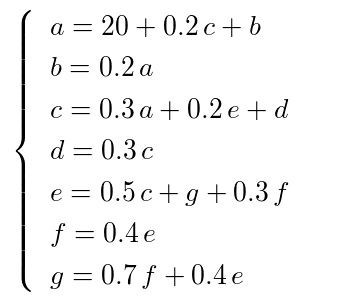 a = 20 + 0.2 c + b
b = 0.2 a
c = 0.3 a + 0.2 e + d
d = 0.3 c
e = 0.5 c + g + 0.3 f
f = 0.4 e
g = 0.7 f + 0.4 e